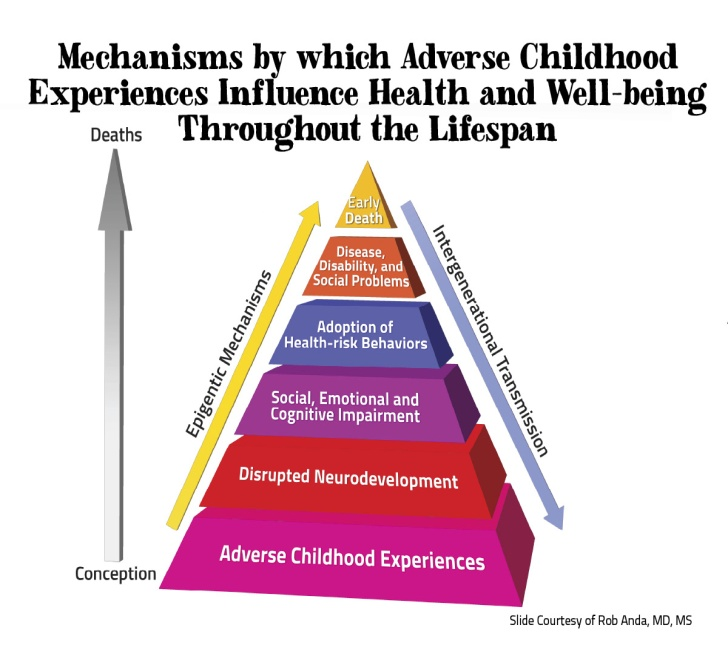 Mechanisms by which Adverse Childhood
Experiences Influence Health and Well-being
Throughout the Lifespan
Deaths
Early
Death
Disease,
Disability, and
Social Problems
Adoption of
Health-risk Behaviors
Social, Emotional and
Cognitive Impairment
Disrupted Neurodevelopment
Adverse Childhood Experiences
Epigentic Mechanisms
Intergenerational Transmission
Conception
Slide Courtesy of Rob Anda, MD, MS